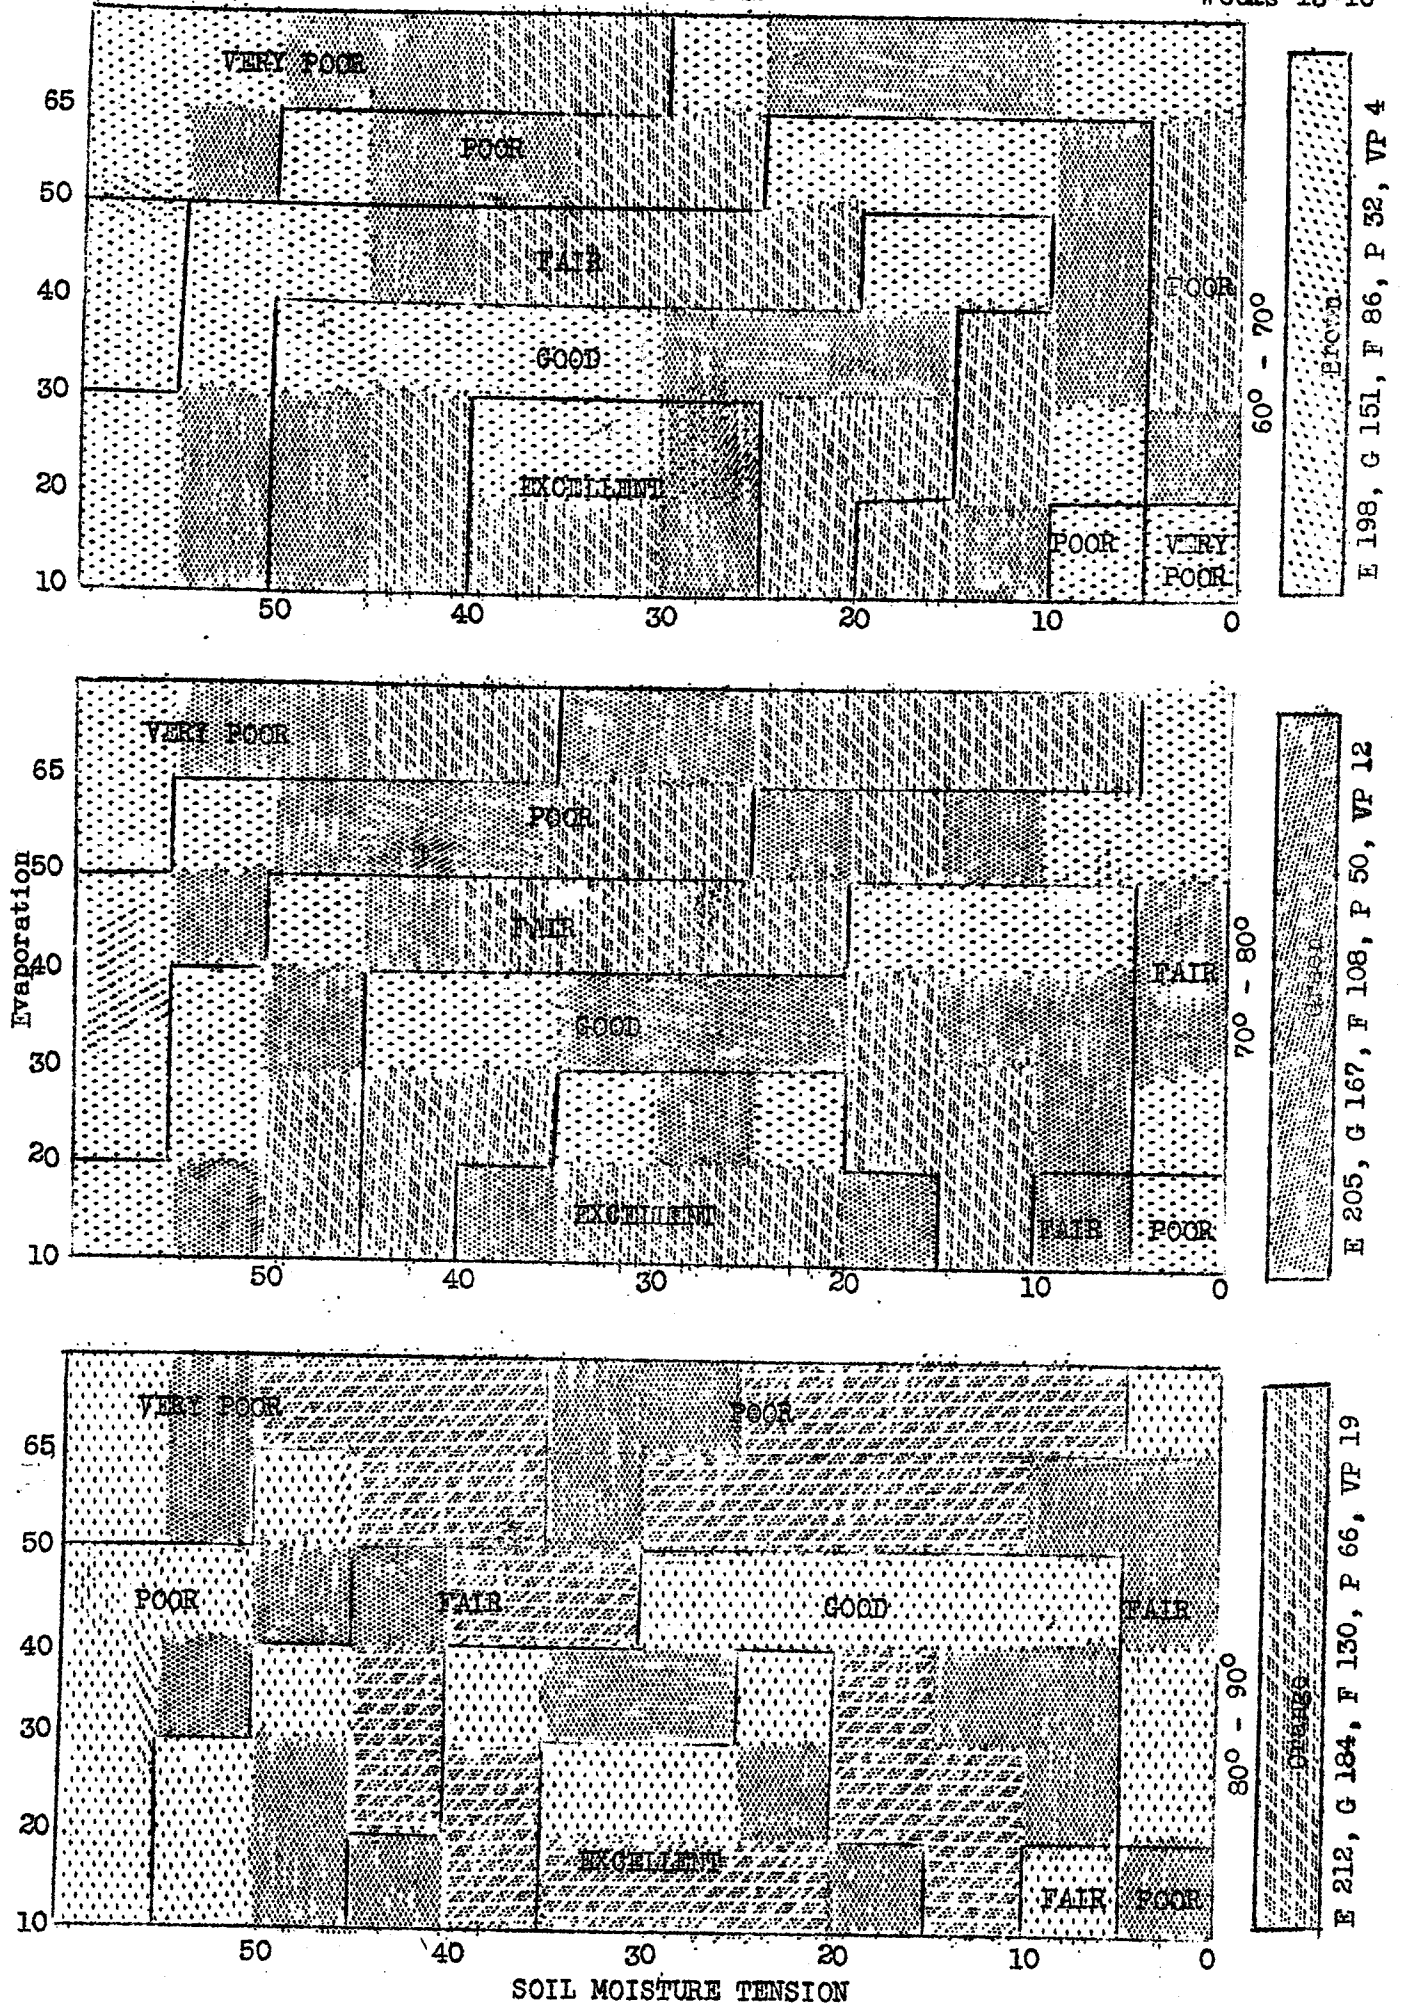 VERY POOR
65
POOR
50
FAIR
40
POOR
GOOD
30
EXCELLENT
20
POOR
VERY
POOR
10
50 40 30 20 10 0
60° - 70°
Brown
E 198, G 151, F 86, P 32, VP 4
VERY POOR
65
POOR
50
FAIR
40
FAIR
GOOD
30
20
EXCELLENT
FAIR
POOR
10
50 40 30 20 10 0
Evaporation
70° - 80°
E 205, G 167, F 108, P 50, VP 12
VERY POOR
POOR
65
50
POOR
FAIR
GOOD
FAIR
40
30
20
EXCELLENT
FAIR
POOR
10
50 40 30 20 10 0
SOIL MOISTURE TENSION
80° - 90°
Orange
E 212, G 184, F 130, P 66, VP 19